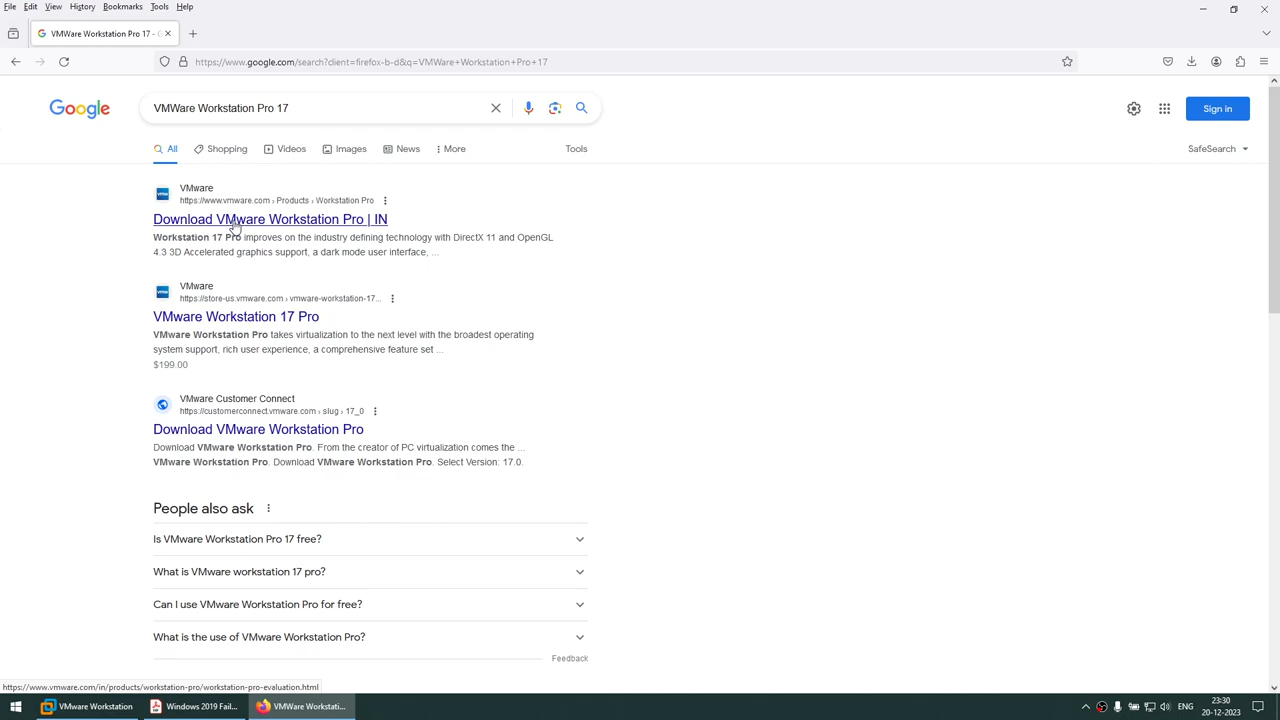 File Edit View History Bookmarks Tools Help
VMWare Workstation Pro 17 - G
https://www.google.com/search?client=firefox-b-d&q=VMWare+Workstation+Pro+17
Google
VMWare Workstation Pro 17
Sign in
All Shopping Videos Images News More Tools
SafeSearch
VMware
https://www.vmware.com › Products › Workstation Pro
Download VMware Workstation Pro | IN
Workstation 17 Pro improves on the industry defining technology with DirectX 11 and OpenGL
4.3 3D Accelerated graphics support, a dark mode user interface, ...
VMware
https://store-us.vmware.com › vmware-workstation-17...
VMware Workstation 17 Pro
VMware Workstation Pro takes virtualization to the next level with the broadest operating
system support, rich user experience, a comprehensive feature set ...
$199.00
VMware Customer Connect
https://customerconnect.vmware.com › slug › 17_0
Download VMware Workstation Pro
Download VMware Workstation Pro. From the creator of PC virtualization comes the ...
VMware Workstation Pro. Download VMware Workstation Pro. Select Version: 17.0.
People also ask
Is VMware Workstation Pro 17 free?
What is VMware workstation 17 pro?
Can I use VMware Workstation Pro for free?
What is the use of VMware Workstation Pro?
Feedback
https://www.vmware.com/in/products/workstation-pro/workstation-pro-evaluation.html
VMware Workstation
Windows 2019 Fail...
VMWare Workstati...
ENG
23:30
20-12-2023